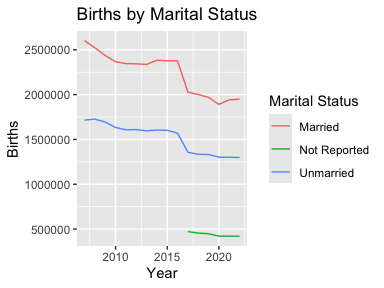 Births by Marital Status
2500000
2000000
1500000
1000000
500000
Births
2010
2015
2020
Year
Marital Status
Married
Not Reported
Unmarried